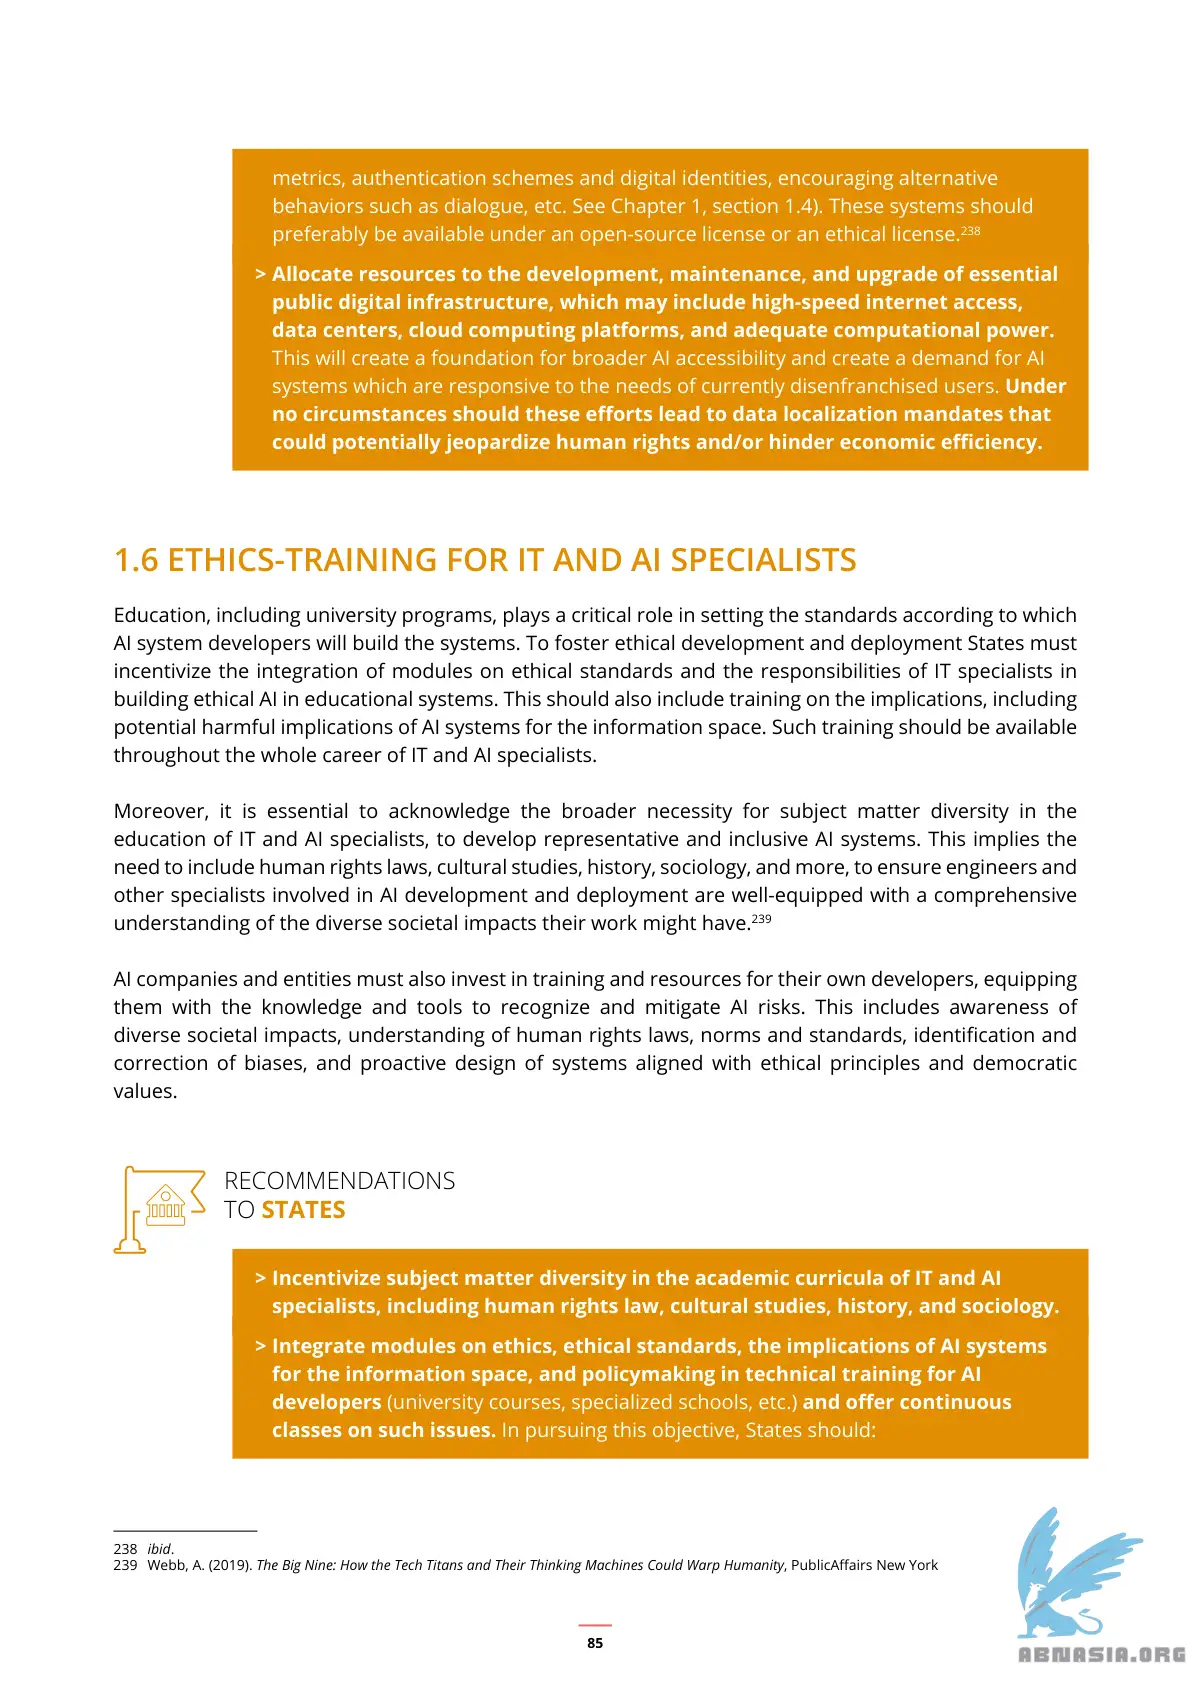 metrics, authentication schemes and digital identities, encouraging alternative
behaviors such as dialogue, etc. See Chapter 1, section 1.4). These systems should
preferably be available under an open-source license or an ethical license.238
> Allocate resources to the development, maintenance, and upgrade of essential
public digital infrastructure, which may include high-speed internet access,
data centers, cloud computing platforms, and adequate computational power.
This will create a foundation for broader AI accessibility and create a demand for AI
systems which are responsive to the needs of currently disenfranchised users. Under
no circumstances should these efforts lead to data localization mandates that
could potentially jeopardize human rights and/or hinder economic efficiency.
1.6 ETHICS-TRAINING FOR IT AND AI SPECIALISTS
Education, including university programs, plays a critical role in setting the standards according to which
AI system developers will build the systems. To foster ethical development and deployment States must
incentivize the integration of modules on ethical standards and the responsibilities of IT specialists in
building ethical AI in educational systems. This should also include training on the implications, including
potential harmful implications of AI systems for the information space. Such training should be available
throughout the whole career of IT and AI specialists.
Moreover, it is essential to acknowledge the broader necessity for subject matter diversity in the
education of IT and AI specialists, to develop representative and inclusive AI systems. This implies the
need to include human rights laws, cultural studies, history, sociology, and more, to ensure engineers and
other specialists involved in AI development and deployment are well-equipped with a comprehensive
understanding of the diverse societal impacts their work might have.239
AI companies and entities must also invest in training and resources for their own developers, equipping
them with the knowledge and tools to recognize and mitigate AI risks. This includes awareness of
diverse societal impacts, understanding of human rights laws, norms and standards, identification and
correction of biases, and proactive design of systems aligned with ethical principles and democratic
values.
RECOMMENDATIONS
TO STATES
> Incentivize subject matter diversity in the academic curricula of IT and AI
specialists, including human rights law, cultural studies, history, and sociology.
> Integrate modules on ethics, ethical standards, the implications of AI systems
for the information space, and policymaking in technical training for AI
developers (university courses, specialized schools, etc.) and offer continuous
classes on such issues. In pursuing this objective, States should:
238 ibid.
239 Webb, A. (2019). The Big Nine: How the Tech Titans and Their Thinking Machines Could Warp Humanity, PublicAffairs New York
85
ABNASIA.ORG